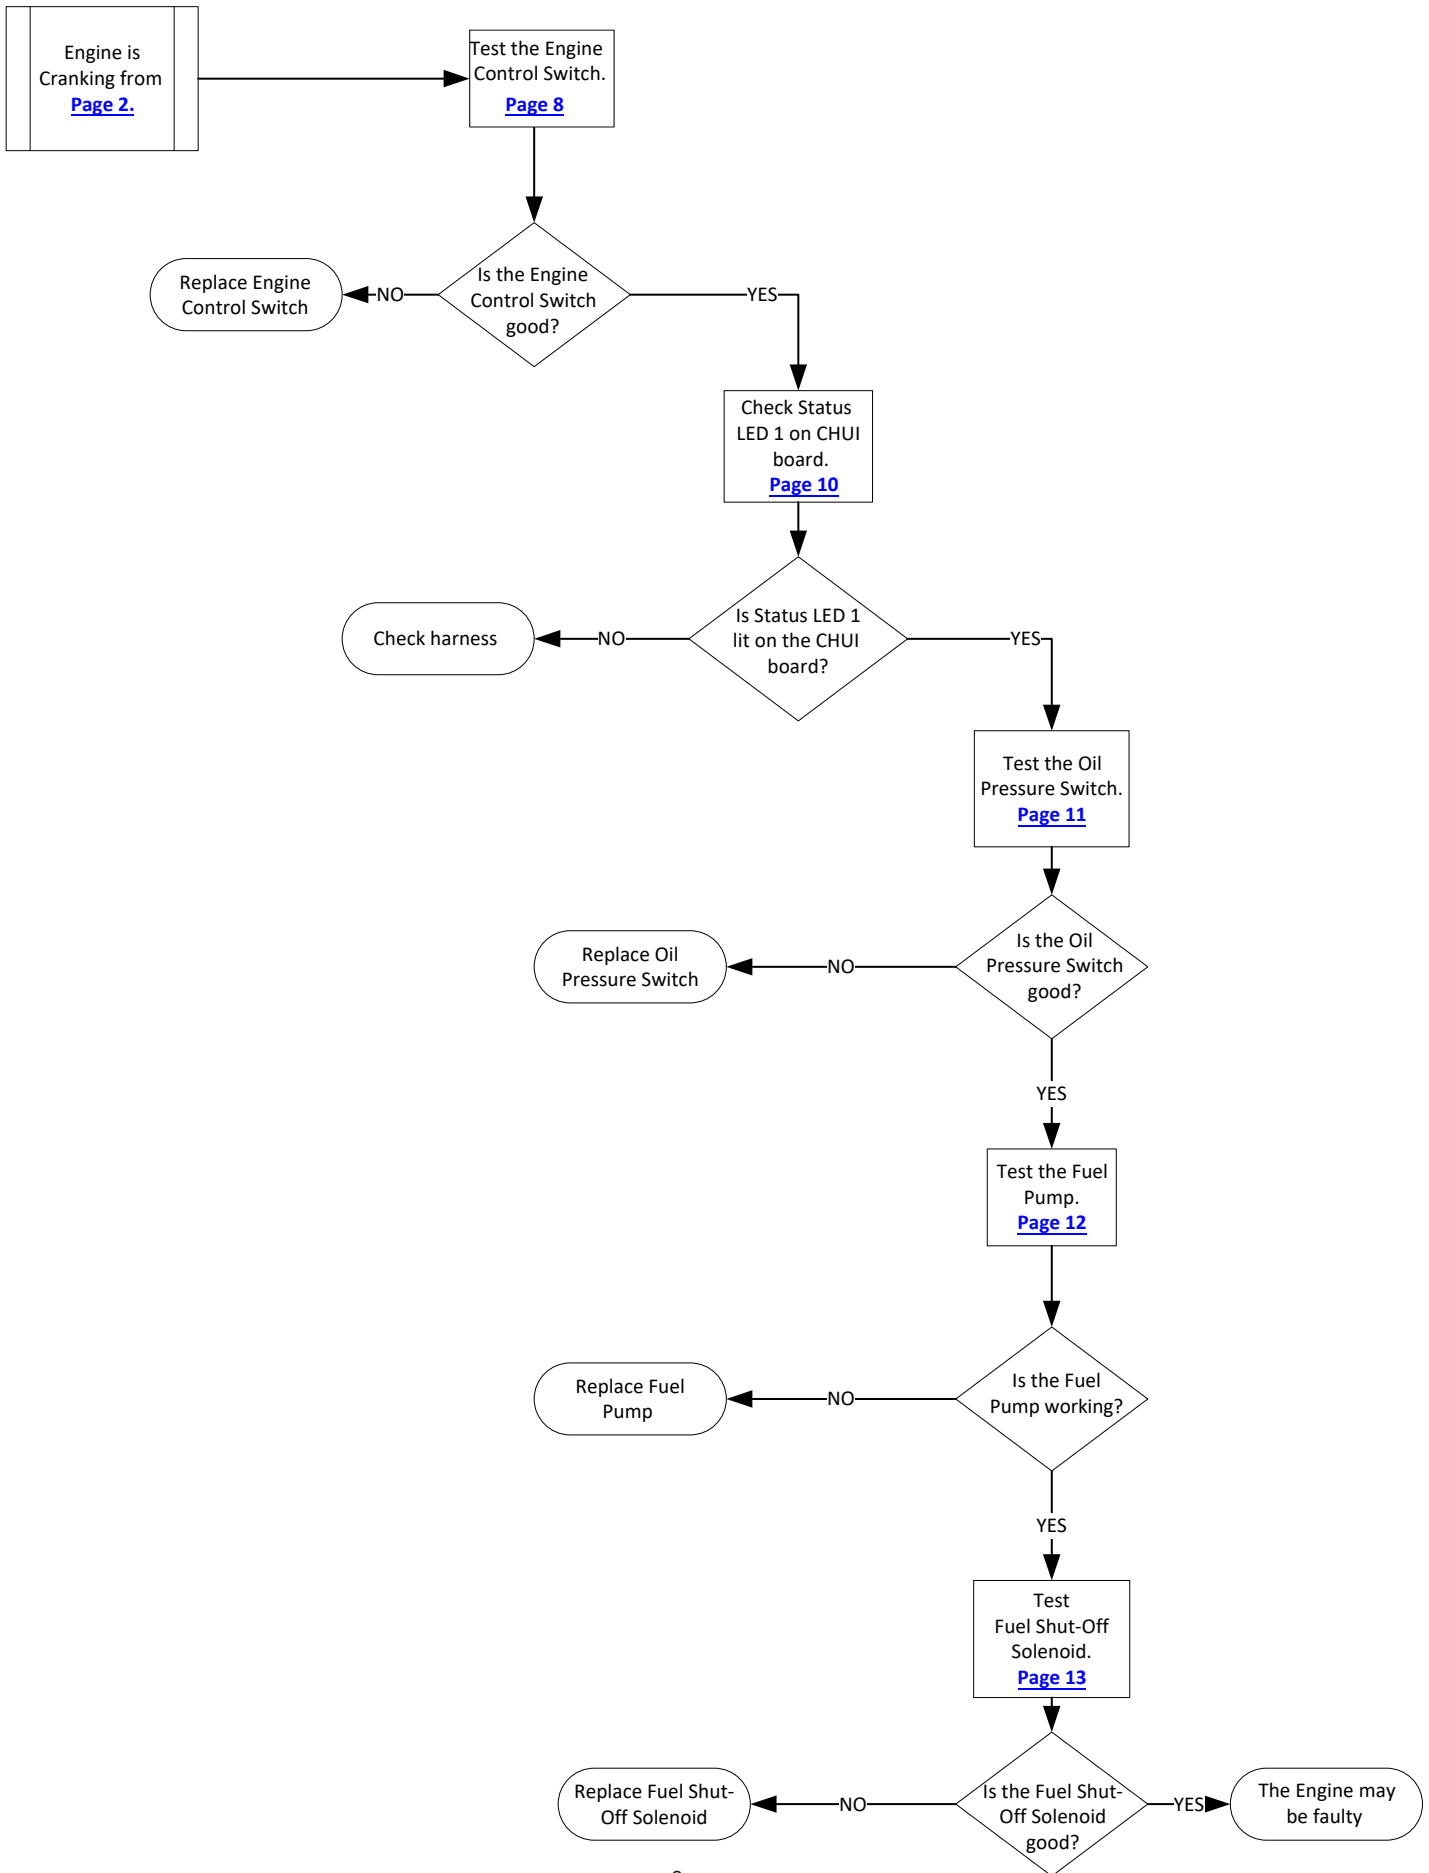 Engine is
Cranking from
Page 2.
Test the Engine
Control Switch.
Page 8
Is the Engine
Control Switch
good?
NO
Replace Engine
Control Switch
YES
Check Status
LED 1 on CHUI
board.
Page 10
Is Status LED 1
lit on the CHUI
board?
NO
Check harness
YES
Test the Oil
Pressure Switch.
Page 11
Is the Oil
Pressure Switch
good?
NO
Replace Oil
Pressure Switch
YES
Test the Fuel
Pump.
Page 12
Is the Fuel
Pump working?
NO
Replace Fuel
Pump
YES
Test
Fuel Shut-Off
Solenoid.
Page 13
Is the Fuel Shut-
Off Solenoid
good?
NO
Replace Fuel Shut-
Off Solenoid
YES
The Engine may
be faulty